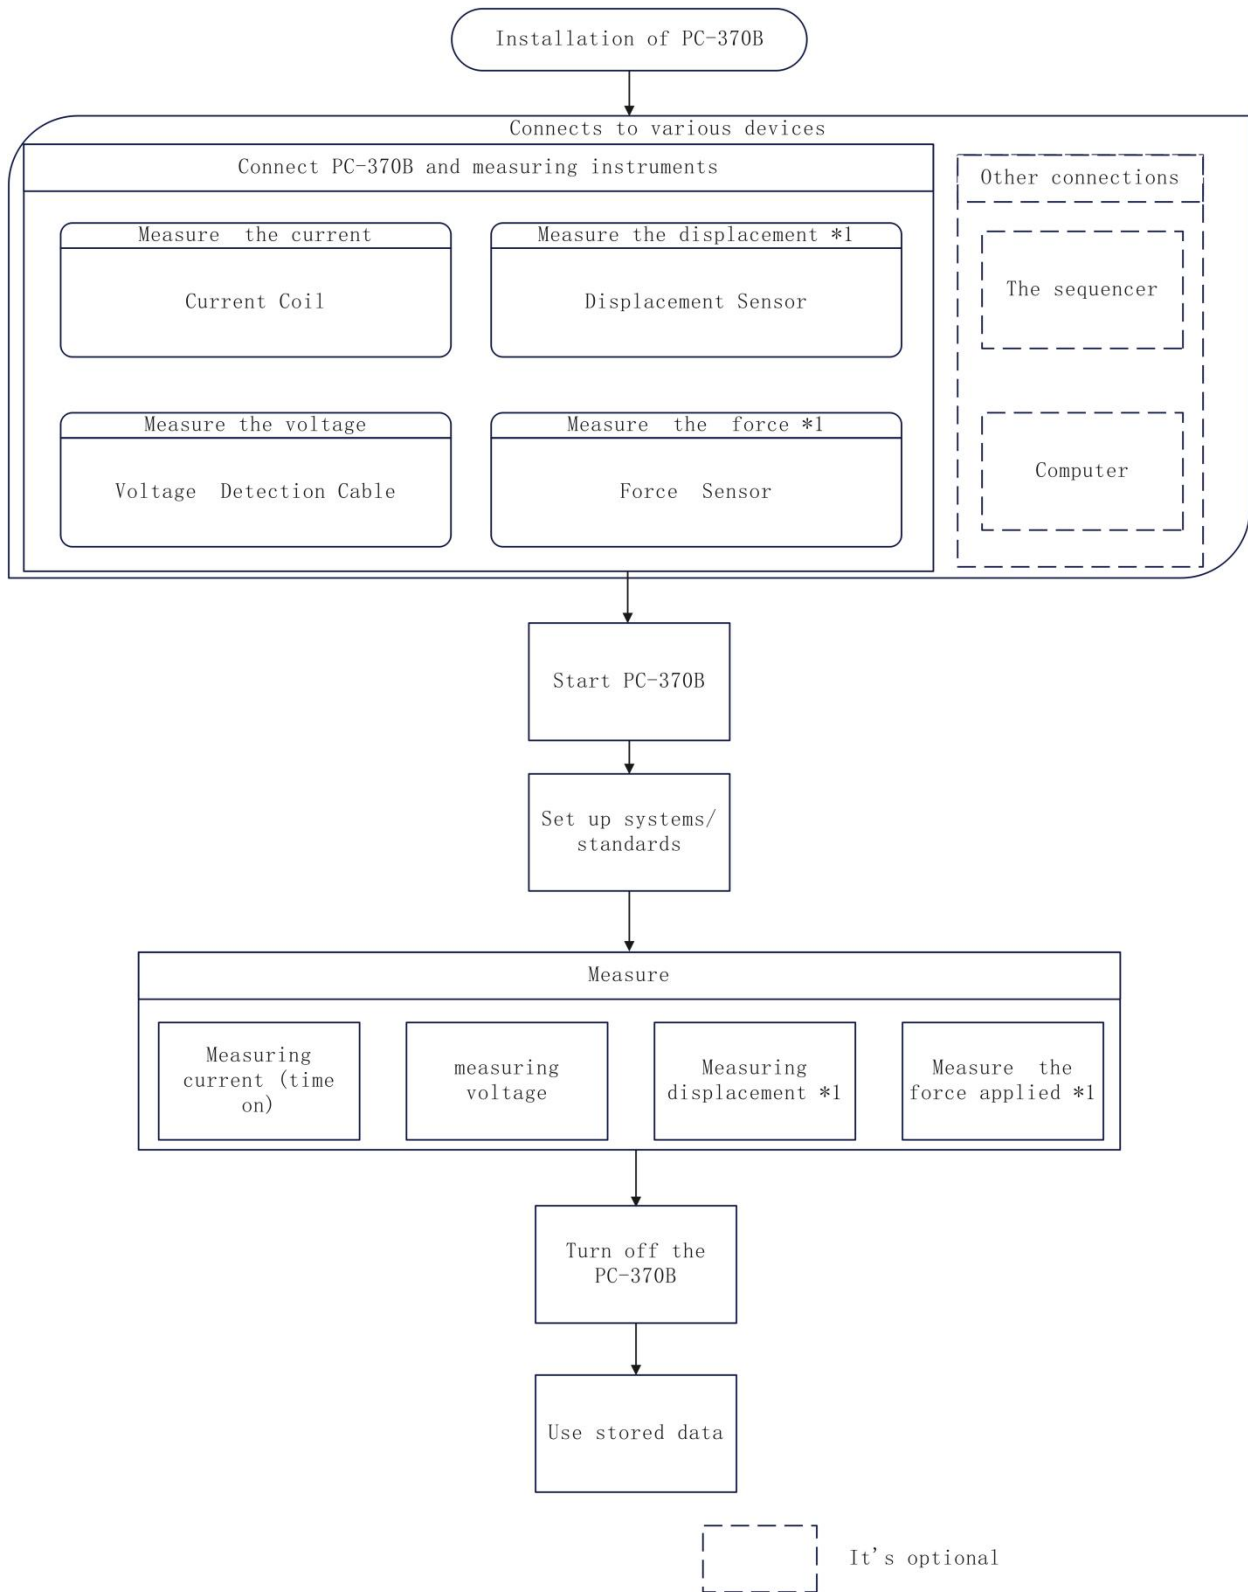 Installation of PC-370B
Connects to various devices
Connect PC-370B and measuring instruments
Measure the current
Current Coil
Measure the displacement *1
Displacement Sensor
Measure the voltage
Voltage Detection Cable
Measure the force *1
Force Sensor
Other connections
The sequencer
Computer
Start PC-370B
Set up systems/
standards
Measure
Measuring
current (time
on)
measuring
voltage
Measuring
displacement *1
Measure the
force applied *1
Turn off the
PC-370B
Use stored data
It's optional